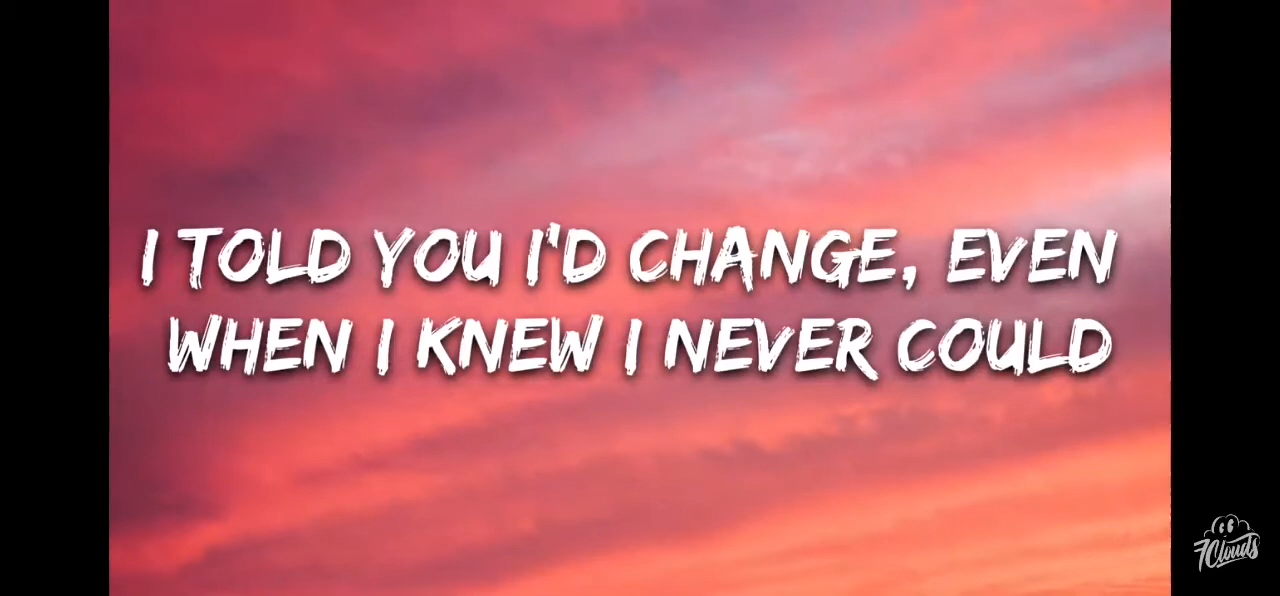 I TOLD YOU I'D CHANGE, EVEN
WHEN I KNEW I NEVER COULD
7Clouds